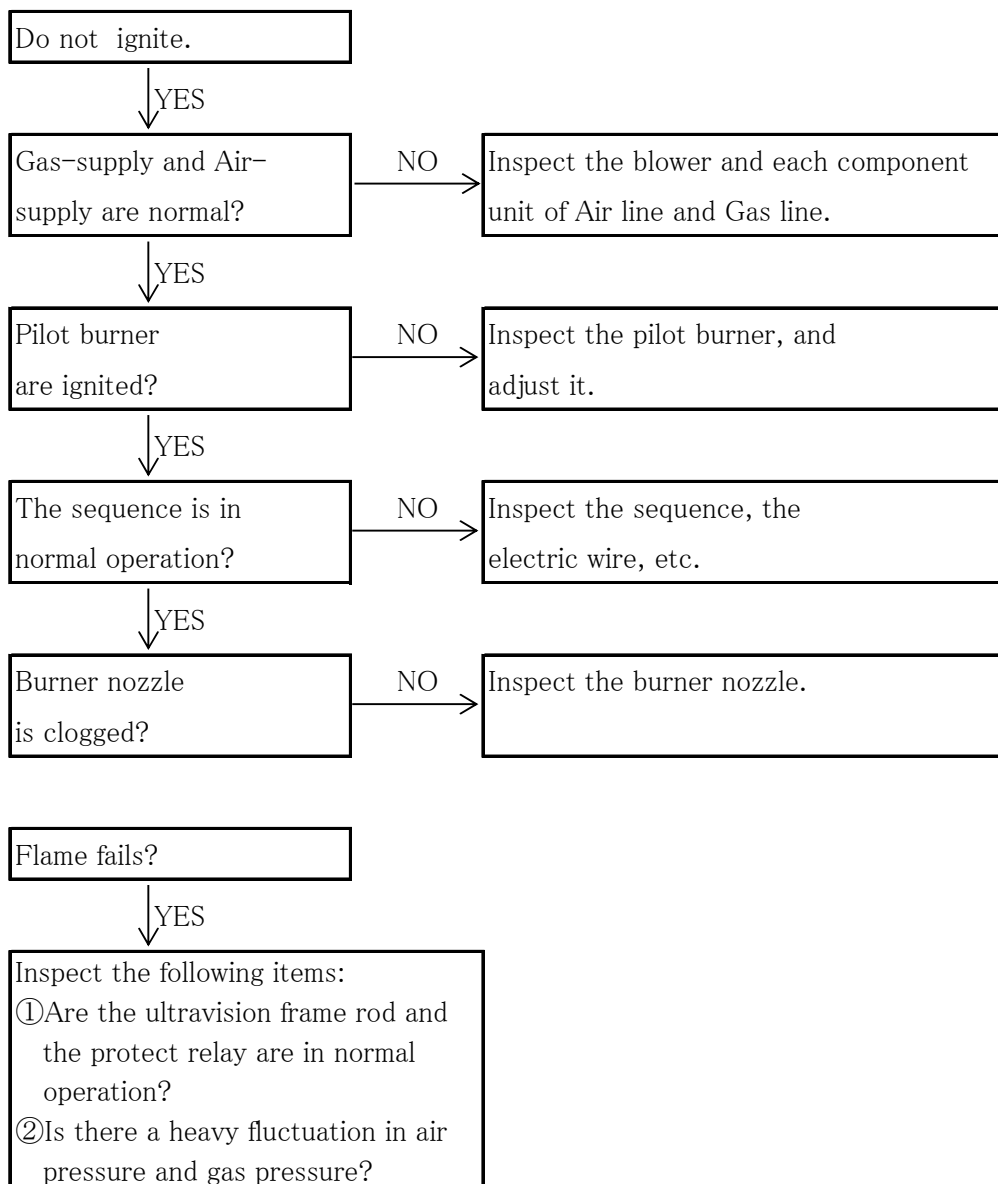 Do not  ignite.
YES
Gas-supply and Air-
supply are normal?
NO
Inspect the blower and each component
unit of Air line and Gas line.
YES
Pilot burner
are ignited?
NO
Inspect the pilot burner, and
adjust it.
YES
The sequence is in
normal operation?
NO
Inspect the sequence, the
electric wire, etc.
YES
Burner nozzle
is clogged?
NO
Inspect the burner nozzle.
Flame fails?
YES
Inspect the following items:
①Are the ultravision frame rod and
the protect relay are in normal
operation?
②Is there a heavy fluctuation in air
pressure and gas pressure?